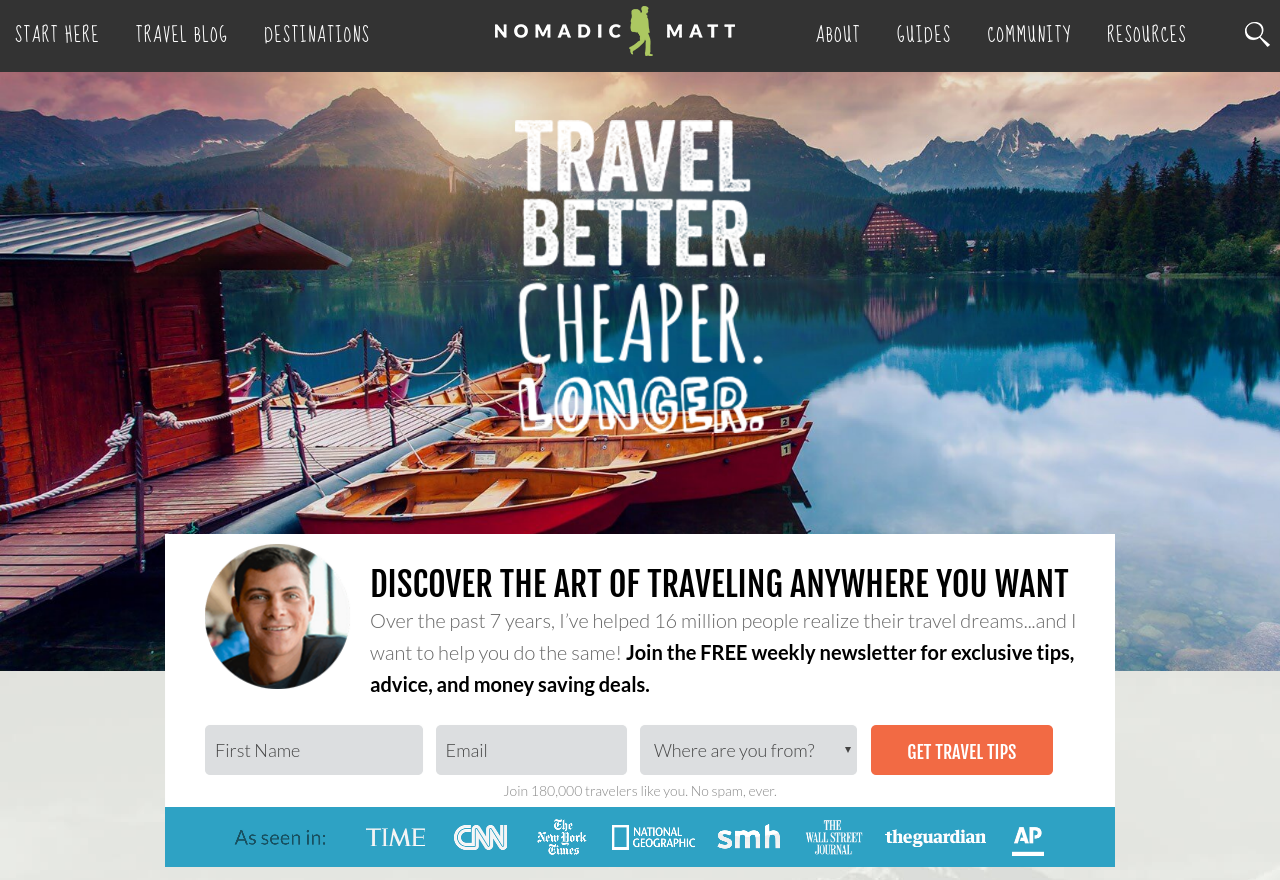 START HERE TRAVEL BLOG DESTINATIONS NOMADIC MATT ABOUT GUIDES COMMUNITY RESOURCES
TRAVEL
BETTER.
CHEAPER.
LONGER.
2
1
DISCOVER THE ART OF TRAVELING ANYWHERE YOU WANT
Over the past 7 years, I've helped 16 million people realize their travel dreams...and I
want to help you do the same! Join the FREE weekly newsletter for exclusive tips,
advice, and money saving deals.
First Name Email Where are you from? GET TRAVEL TIPS
Join 180,000 travelers like you. No spam, ever.
As seen in: TIME CNN The New York Times NATIONAL GEOGRAPHIC smh THE WALL STREET JOURNAL theguardian AP